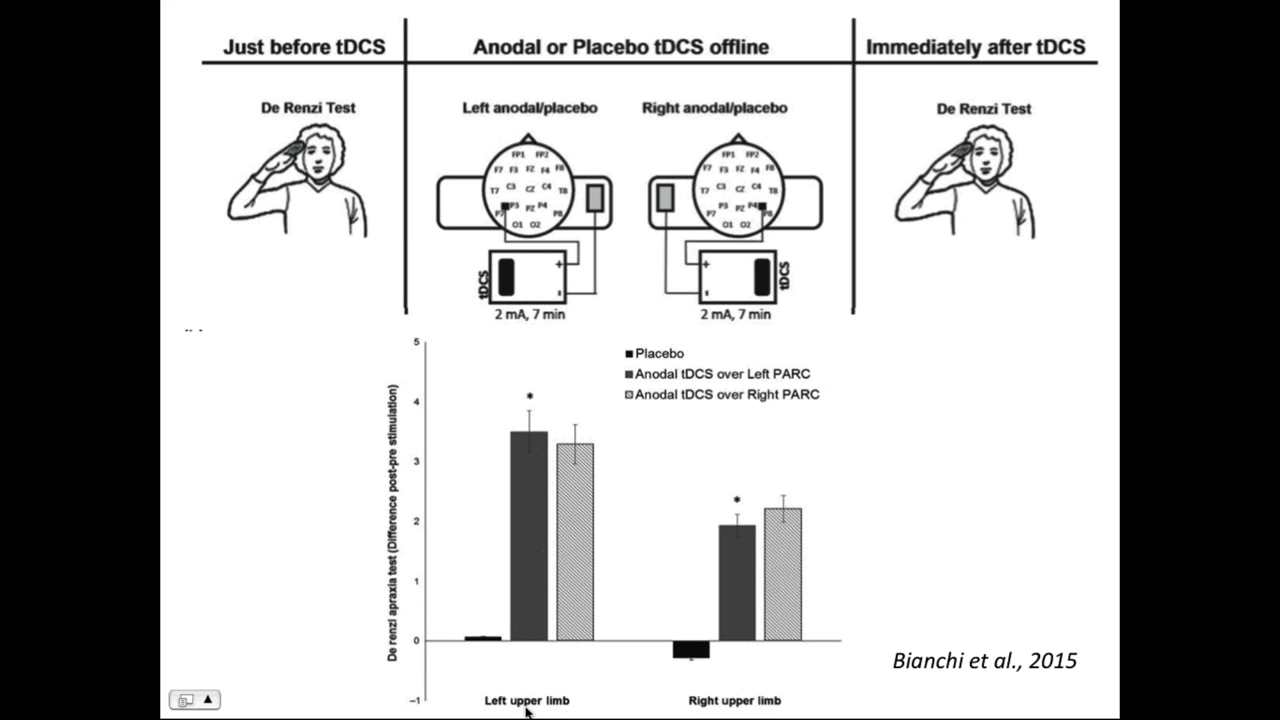 Just before tDCS
Anodal or Placebo tDCS offline
Immediately after tDCS
De Renzi Test
Left anodal/placebo
Right anodal/placebo
De Renzi Test
FP1 FP2
F7 F3 FZ F4 F8
T7 C3 CZ C4 T8
P7 P3 PZ P4 P8
O1 O2
+
-
tDCS
2 mA, 7 min
FP1 FP2
F7 F3 FZ F4 F8
T7 C3 CZ C4 T8
P7 P3 PZ P4 P8
O1 O2
+
-
tDCS
2 mA, 7 min
De renzi apraxia test (Difference post-pre stimulation)
5
4
3
2
1
0
–1
Placebo
Anodal tDCS over Left PARC
Anodal tDCS over Right PARC
*
*
Left upper limb
Right upper limb
Bianchi et al., 2015